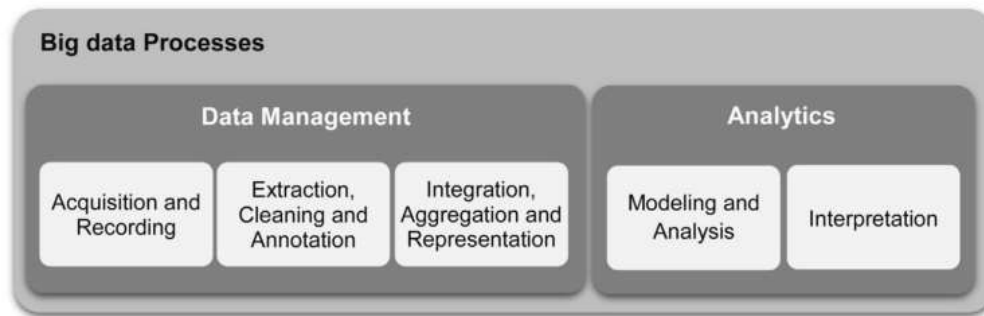 Big data Processes
Data Management
Acquisition and
Recording
Extraction,
Cleaning and
Annotation
Integration,
Aggregation and
Representation
Analytics
Modeling and
Analysis
Interpretation